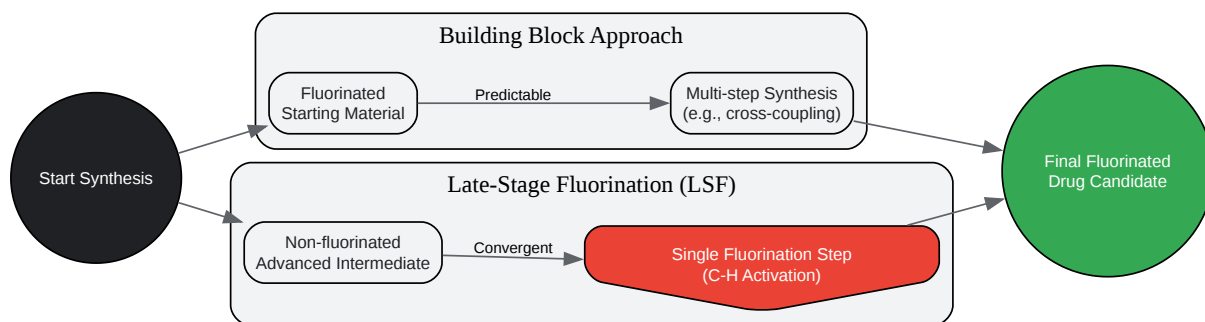 Start Synthesis
Building Block Approach
Fluorinated
Starting Material
Predictable
Multi-step Synthesis
(e.g., cross-coupling)
Late-Stage Fluorination (LSF)
Non-fluorinated
Advanced Intermediate
Convergent
Single Fluorination Step
(C-H Activation)
Final Fluorinated
Drug Candidate